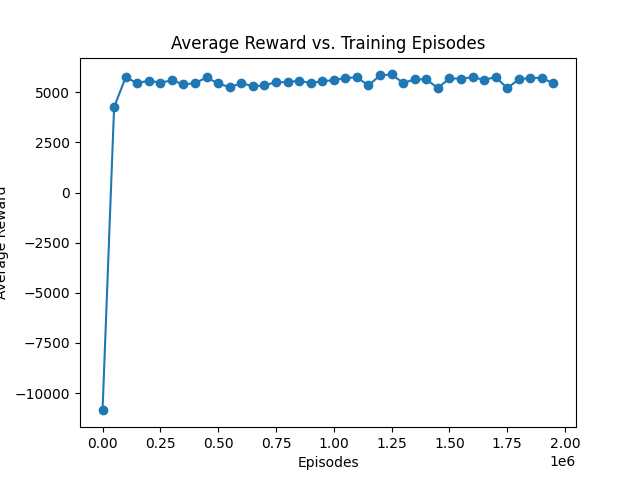 Average Reward vs. Training Episodes
Average Reward
5000
2500
0
−2500
−5000
−7500
−10000
0.00 0.25 0.50 0.75 1.00 1.25 1.50 1.75 2.00
1e6
Episodes